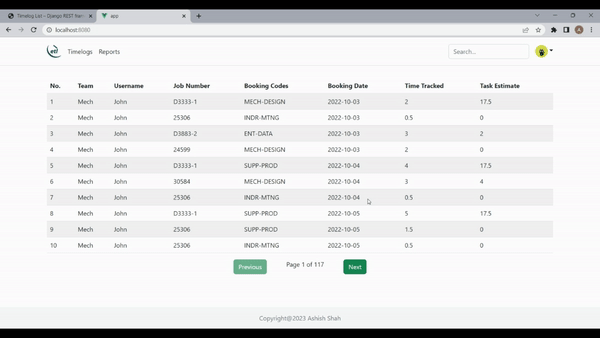 Timelog List – Django REST fram
app
localhost:8080
A
etl
Timelogs Reports
Search...
No. Team Username Job Number Booking Codes Booking Date Time Tracked Task Estimate
1 Mech John D3333-1 MECH-DESIGN 2022-10-03 2 17.5
2 Mech John 25306 INDR-MTNG 2022-10-03 0.5 0
3 Mech John D3883-2 ENT-DATA 2022-10-03 3 2
4 Mech John 24599 MECH-DESIGN 2022-10-03 2 0
5 Mech John D3333-1 SUPP-PROD 2022-10-04 4 17.5
6 Mech John 30584 MECH-DESIGN 2022-10-04 3 4
7 Mech John 25306 INDR-MTNG 2022-10-04 0.5 0
8 Mech John D3333-1 SUPP-PROD 2022-10-05 5 17.5
9 Mech John 25306 SUPP-PROD 2022-10-05 1.5 0
10 Mech John 25306 INDR-MTNG 2022-10-05 0.5 0
Previous Page 1 of 117 Next
Copyright@2023 Ashish Shah